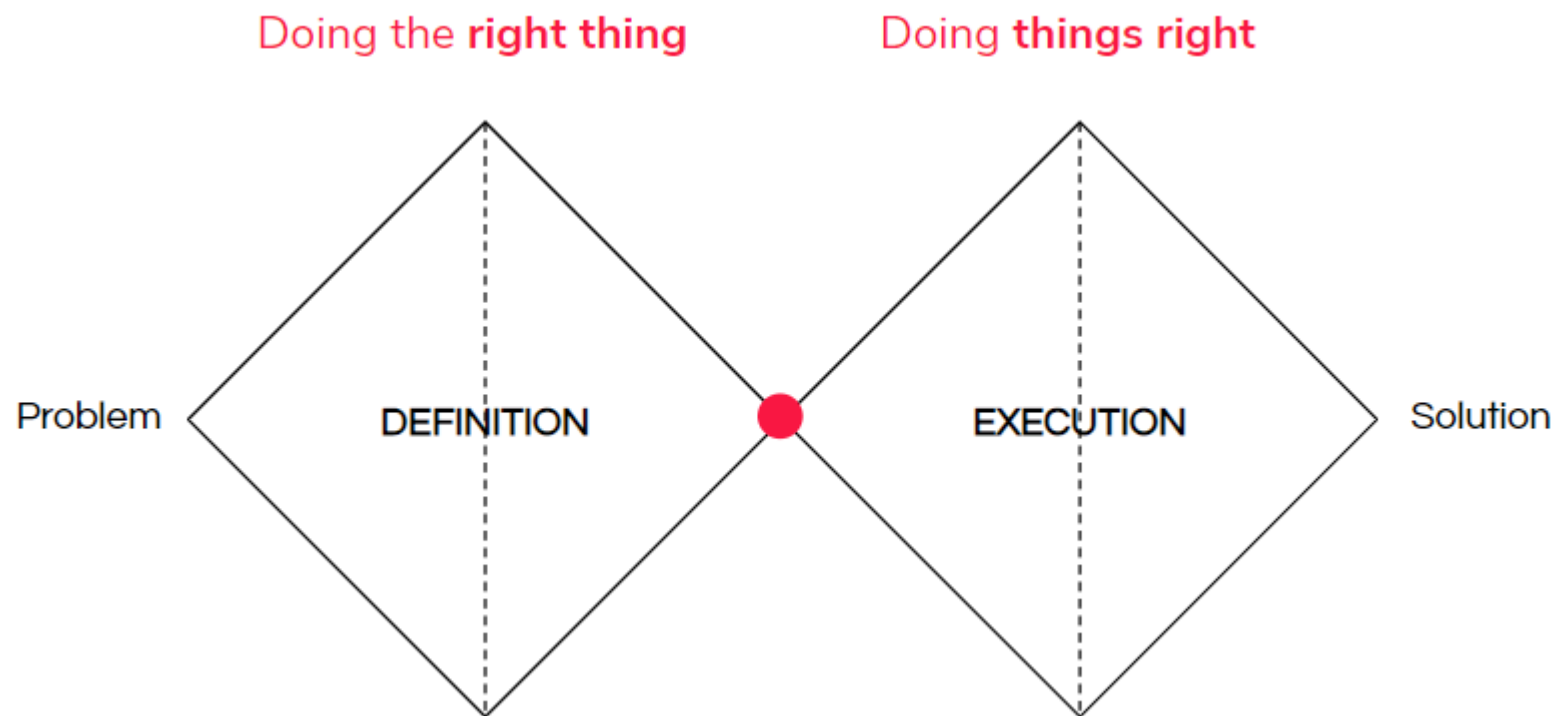 Doing the right thing
Doing things right
Problem
DEFINITION
EXECUTION
Solution